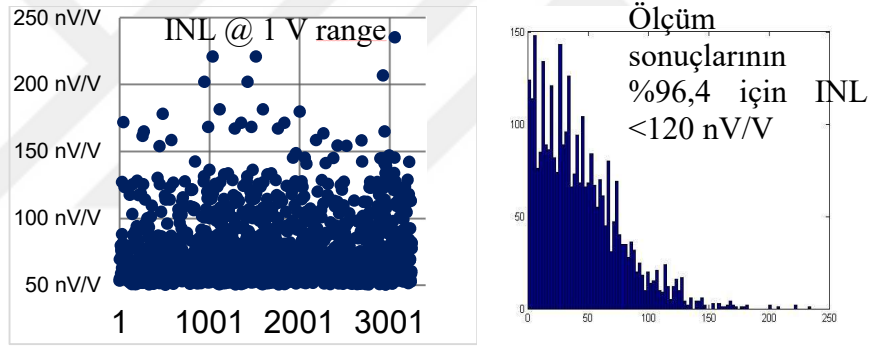 INL @ 1 V range
250 nV/V
200 nV/V
150 nV/V
100 nV/V
50 nV/V
1 1001 2001 3001
Ölçüm
sonuçlarının
%96,4 için INL
<120 nV/V
150
100
50
0
0 50 100 150 200 250